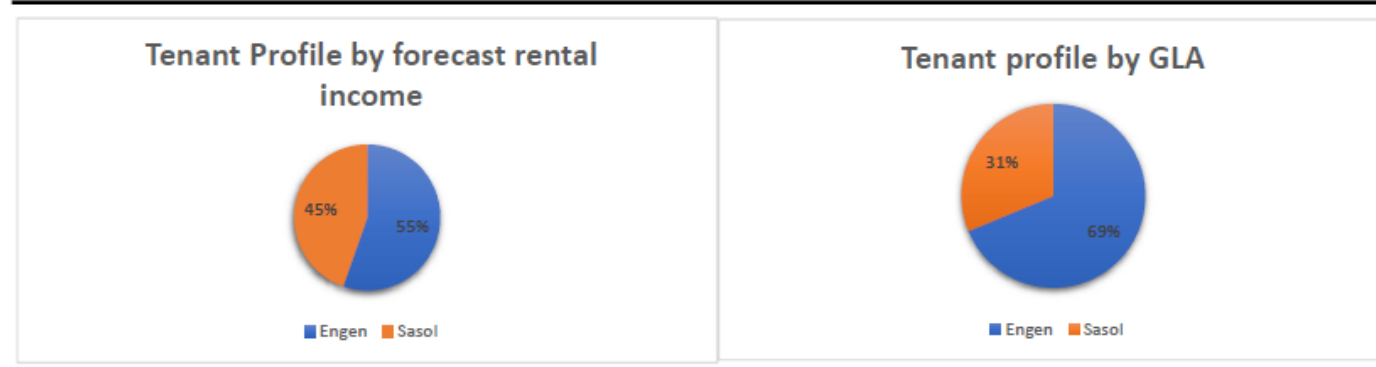 Tenant Profile by forecast rental
income
45%
55%
Engen Sasol
Tenant profile by GLA
31%
69%
Engen Sasol